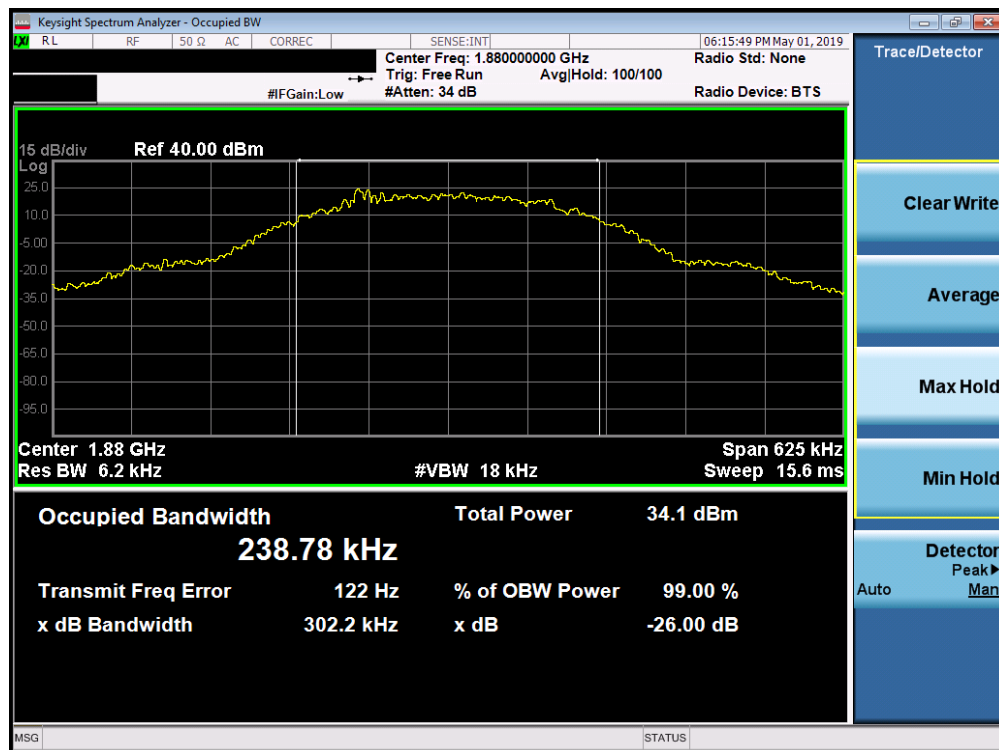 Keysight Spectrum Analyzer - Occupied BW
LXI RL RF 50 Ω AC CORREC SENSE:INT 06:15:49 PM May 01, 2019
Center Freq: 1.880000000 GHz Radio Std: None
Trig: Free Run Avg|Hold: 100/100
#IFGain:Low #Atten: 34 dB Radio Device: BTS
15 dB/div Ref 40.00 dBm
Log
25.0
10.0
-5.00
-20.0
-35.0
-50.0
-65.0
-80.0
-95.0
Center 1.88 GHz Span 625 kHz
Res BW 6.2 kHz #VBW 18 kHz Sweep 15.6 ms
Occupied Bandwidth Total Power 34.1 dBm
238.78 kHz
Transmit Freq Error 122 Hz % of OBW Power 99.00 %
x dB Bandwidth 302.2 kHz x dB -26.00 dB
Trace/Detector
Clear Write
Average
Max Hold
Min Hold
Detector
Peak▶
Auto Man
MSG STATUS